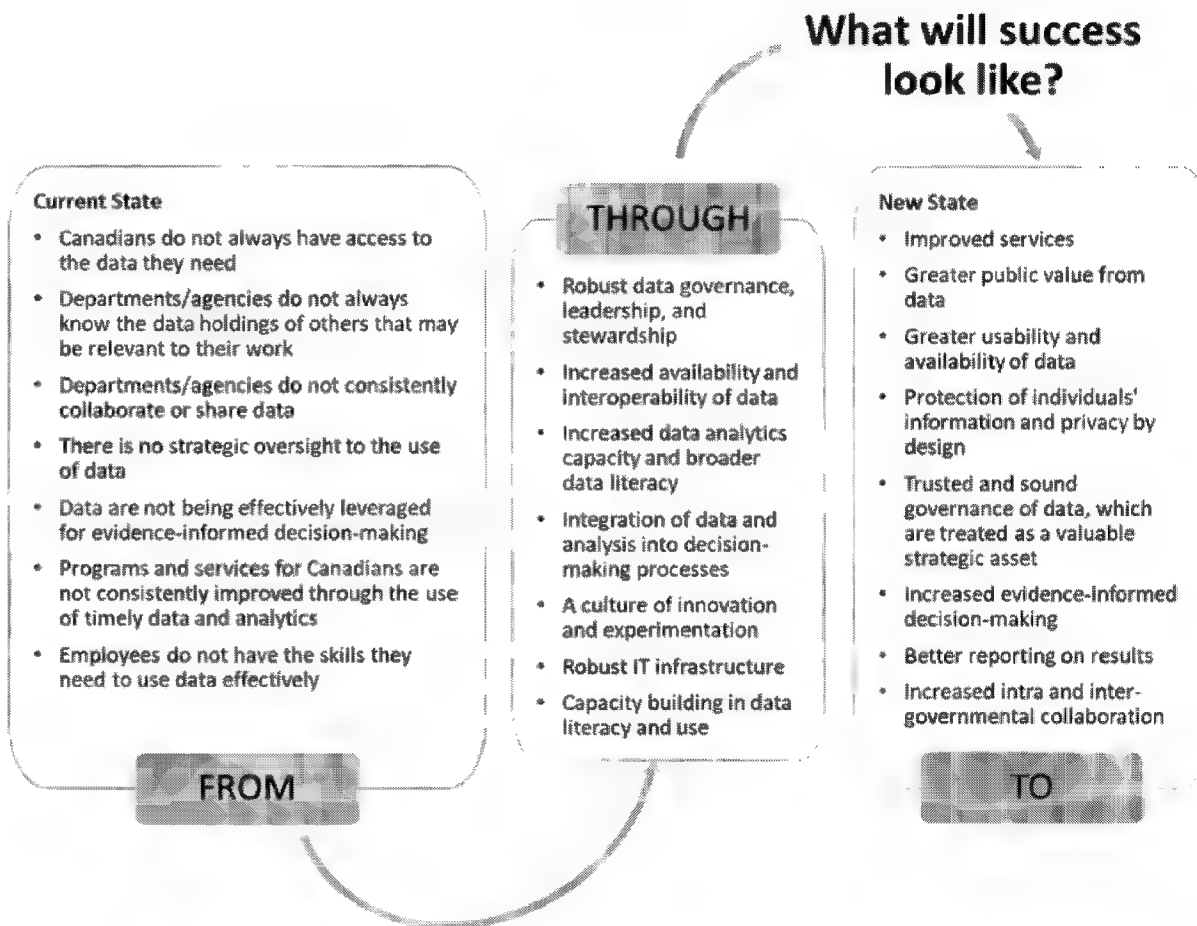 What will success
look like?
Current State
• Canadians do not always have access to
the data they need
• Departments/agencies do not always
know the data holdings of others that may
be relevant to their work
• Departments/agencies do not consistently
collaborate or share data
• There is no strategic oversight to the use
of data
• Data are not being effectively leveraged
for evidence-informed decision-making
• Programs and services for Canadians are
not consistently improved through the use
of timely data and analytics
• Employees do not have the skills they
need to use data effectively
FROM
THROUGH
• Robust data governance,
leadership, and
stewardship
• Increased availability and
interoperability of data
• Increased data analytics
capacity and broader
data literacy
• Integration of data and
analysis into decision-
making processes
• A culture of innovation
and experimentation
• Robust IT infrastructure
• Capacity building in data
literacy and use
New State
• Improved services
• Greater public value from
data
• Greater usability and
availability of data
• Protection of individuals'
information and privacy by
design
• Trusted and sound
governance of data, which
are treated as a valuable
strategic asset
• Increased evidence-informed
decision-making
• Better reporting on results
• Increased intra and inter-
governmental collaboration
TO